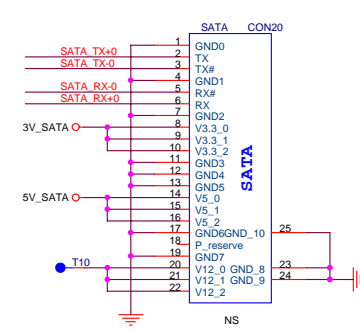 SATA CON20
1 GND0
SATA_TX+0 2 TX
SATA_TX-0 3 TX#
4 GND1
SATA_RX-0 5 RX#
SATA_RX+0 6 RX
7 GND2
3V_SATA 8 V3.3_0
9 V3.3_1
10 V3.3_2
11 GND3
12 GND4
13 GND5
5V_SATA 14 V5_0
15 V5_1
16 V5_2
17 GND6 GND_10 25
18 P_reserve
19 GND7
T10 20 V12_0 GND_8 23
21 V12_1 GND_9 24
22 V12_2
SATA
NS